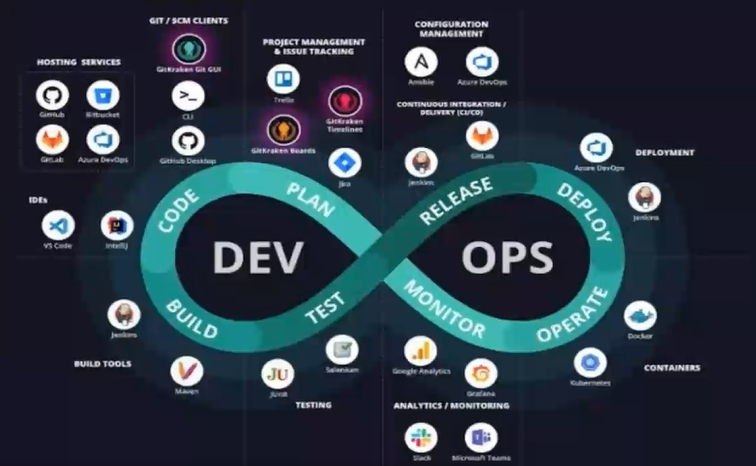 GIT / SCM CLIENTS
GitKraken Git GUI
CLI
GitHub Desktop
HOSTING SERVICES
GitHub
Bitbucket
GitLab
Azure DevOps
PROJECT MANAGEMENT
& ISSUE TRACKING
Trello
GitKraken
Timelines
GitKraken Boards
Jira
CONFIGURATION
MANAGEMENT
Ansible
Azure DevOps
CONTINUOUS INTEGRATION /
DELIVERY (CI/CD)
GitLab
Jenkins
Azure DevOps
DEPLOYMENT
Jenkins
IDEs
VS Code
IntelliJ
CODE
PLAN
RELEASE
DEPLOY
DEV
OPS
BUILD
TEST
MONITOR
OPERATE
Jenkins
BUILD TOOLS
Maven
JU
JUnit
Selenium
TESTING
Google Analytics
Grafana
ANALYTICS / MONITORING
Slack
Microsoft Teams
Docker
Kubernetes
CONTAINERS